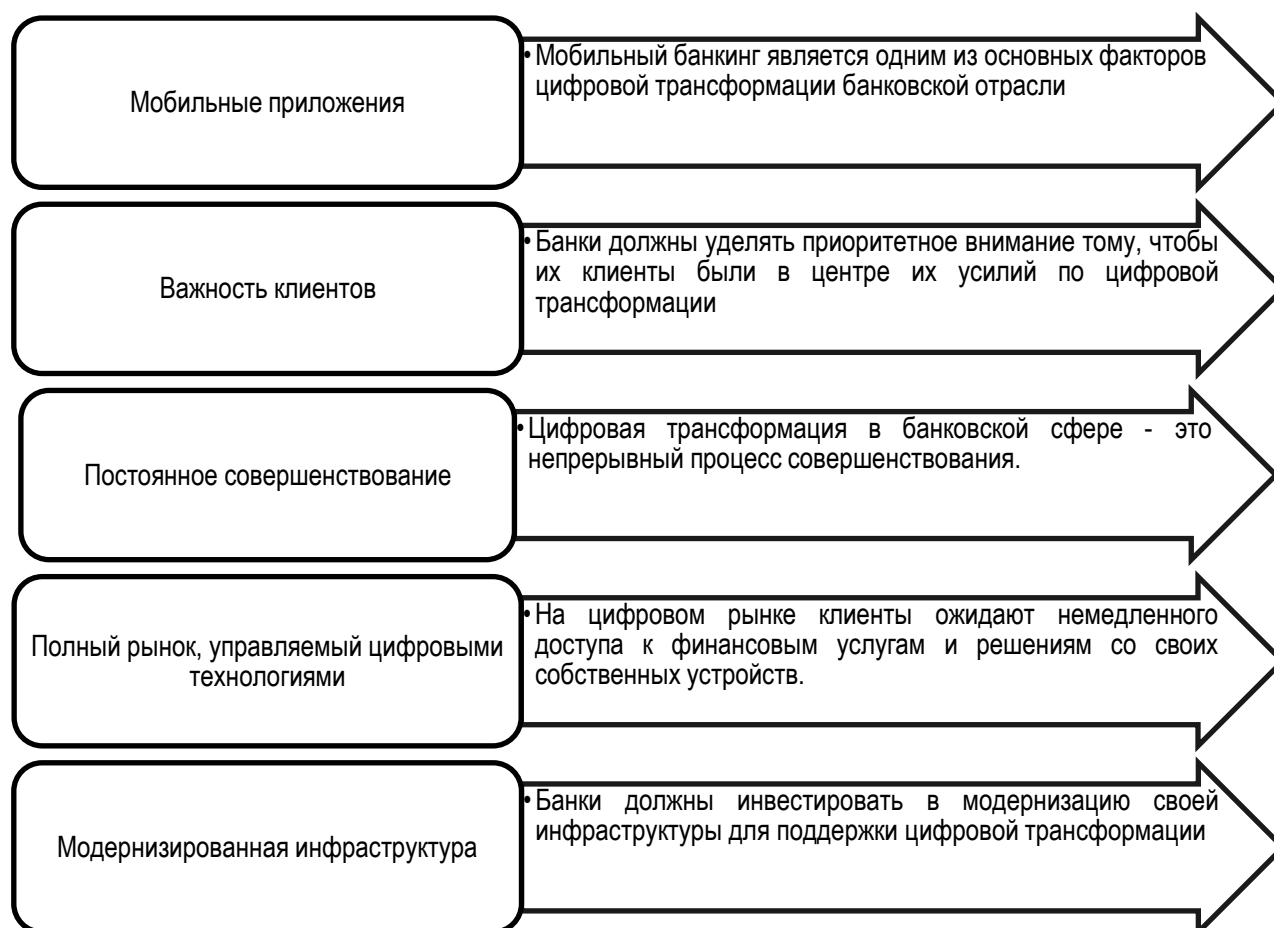 Мобильные приложения
• Мобильный банкинг является одним из основных факторов
цифровой трансформации банковской отрасли
Важность клиентов
• Банки должны уделять приоритетное внимание тому, чтобы
их клиенты были в центре их усилий по цифровой
трансформации
Постоянное совершенствование
• Цифровая трансформация в банковской сфере - это
непрерывный процесс совершенствования.
Полный рынок, управляемый цифровыми
технологиями
• На цифровом рынке клиенты ожидают немедленного
доступа к финансовым услугам и решениям со своих
собственных устройств.
Модернизированная инфраструктура
• Банки должны инвестировать в модернизацию своей
инфраструктуры для поддержки цифровой трансформации